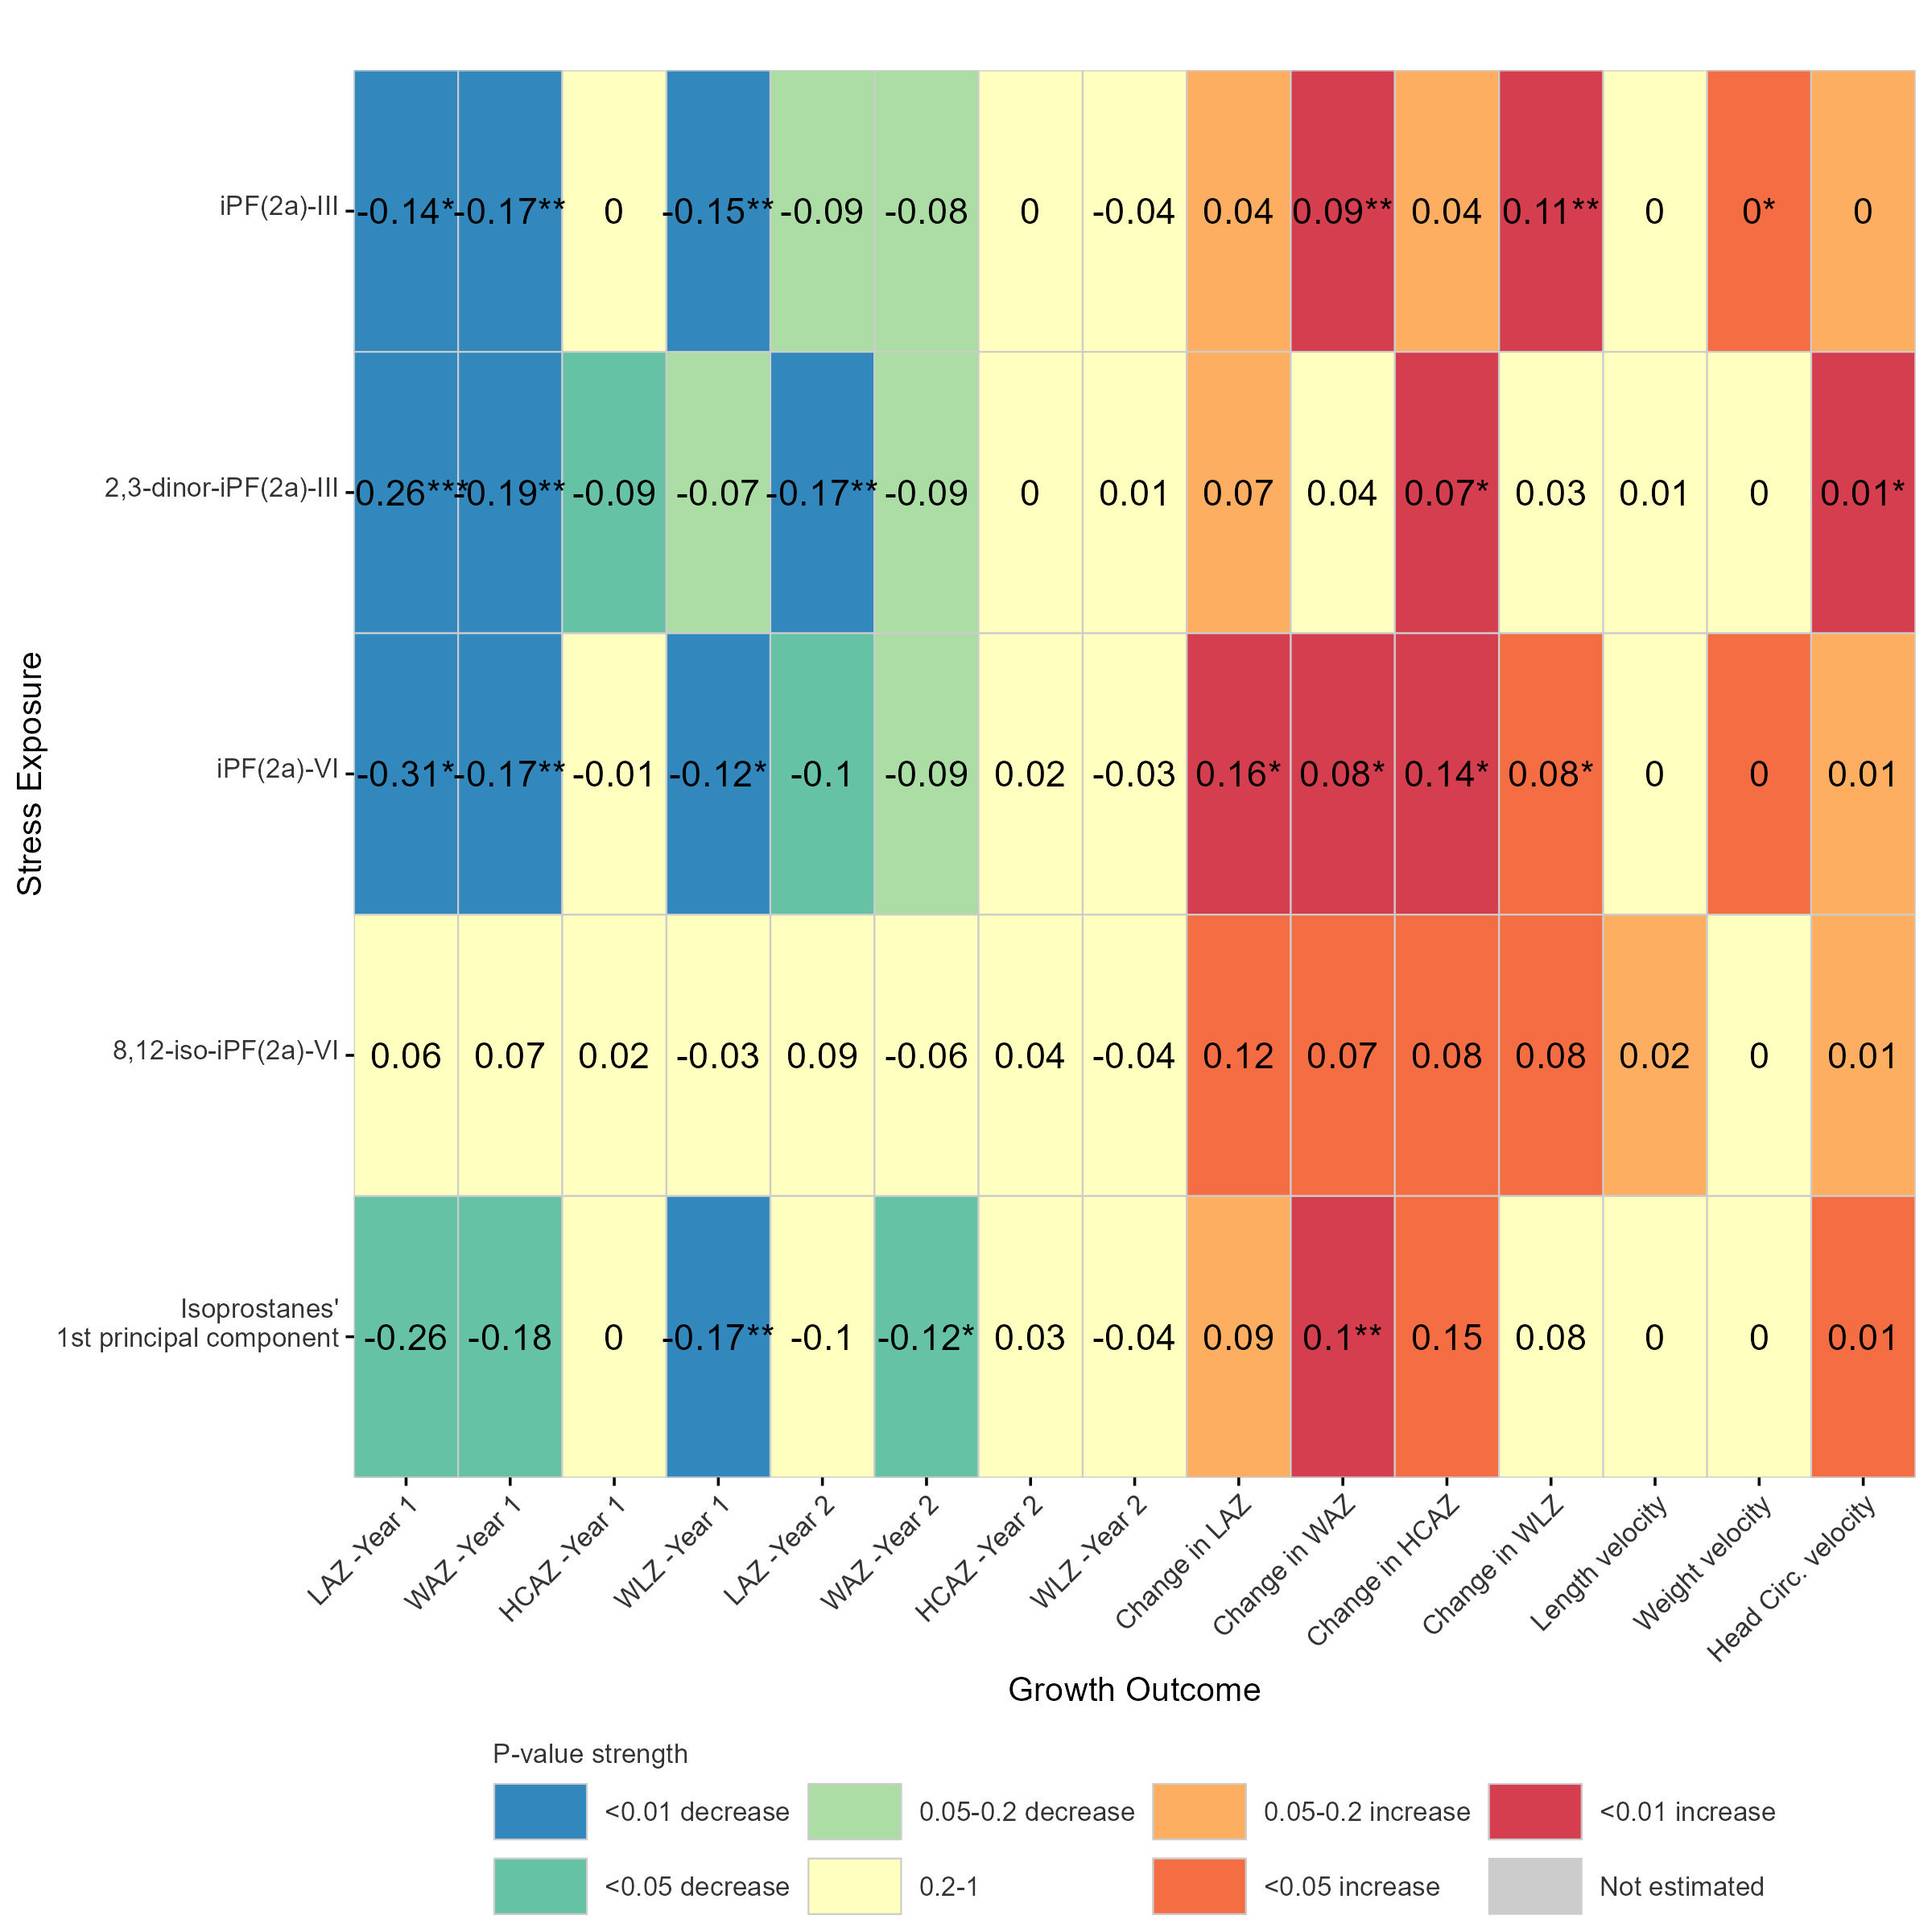 -0.14* -0.17** 0 -0.15** -0.09 -0.08 0 -0.04 0.04 0.09** 0.04 0.11** 0 0* 0
iPF(2a)-III
0.26*** -0.19** -0.09 -0.07 -0.17** -0.09 0 0.01 0.07 0.04 0.07* 0.03 0.01 0 0.01*
2,3-dinor-iPF(2a)-III
-0.31* -0.17** -0.01 -0.12* -0.1 -0.09 0.02 -0.03 0.16* 0.08* 0.14* 0.08* 0 0 0.01
iPF(2a)-VI
0.06 0.07 0.02 -0.03 0.09 -0.06 0.04 -0.04 0.12 0.07 0.08 0.08 0.02 0 0.01
8,12-iso-iPF(2a)-VI
-0.26 -0.18 0 -0.17** -0.1 -0.12* 0.03 -0.04 0.09 0.1** 0.15 0.08 0 0 0.01
Isoprostanes'
1st principal component
Stress Exposure
LAZ -Year 1
WAZ -Year 1
HCAZ -Year 1
WLZ -Year 1
LAZ -Year 2
WAZ -Year 2
HCAZ -Year 2
WLZ -Year 2
Change in LAZ
Change in WAZ
Change in HCAZ
Change in WLZ
Length velocity
Weight velocity
Head Circ. velocity
Growth Outcome
P-value strength
<0.01 decrease
0.05-0.2 decrease
0.05-0.2 increase
<0.01 increase
<0.05 decrease
0.2-1
<0.05 increase
Not estimated